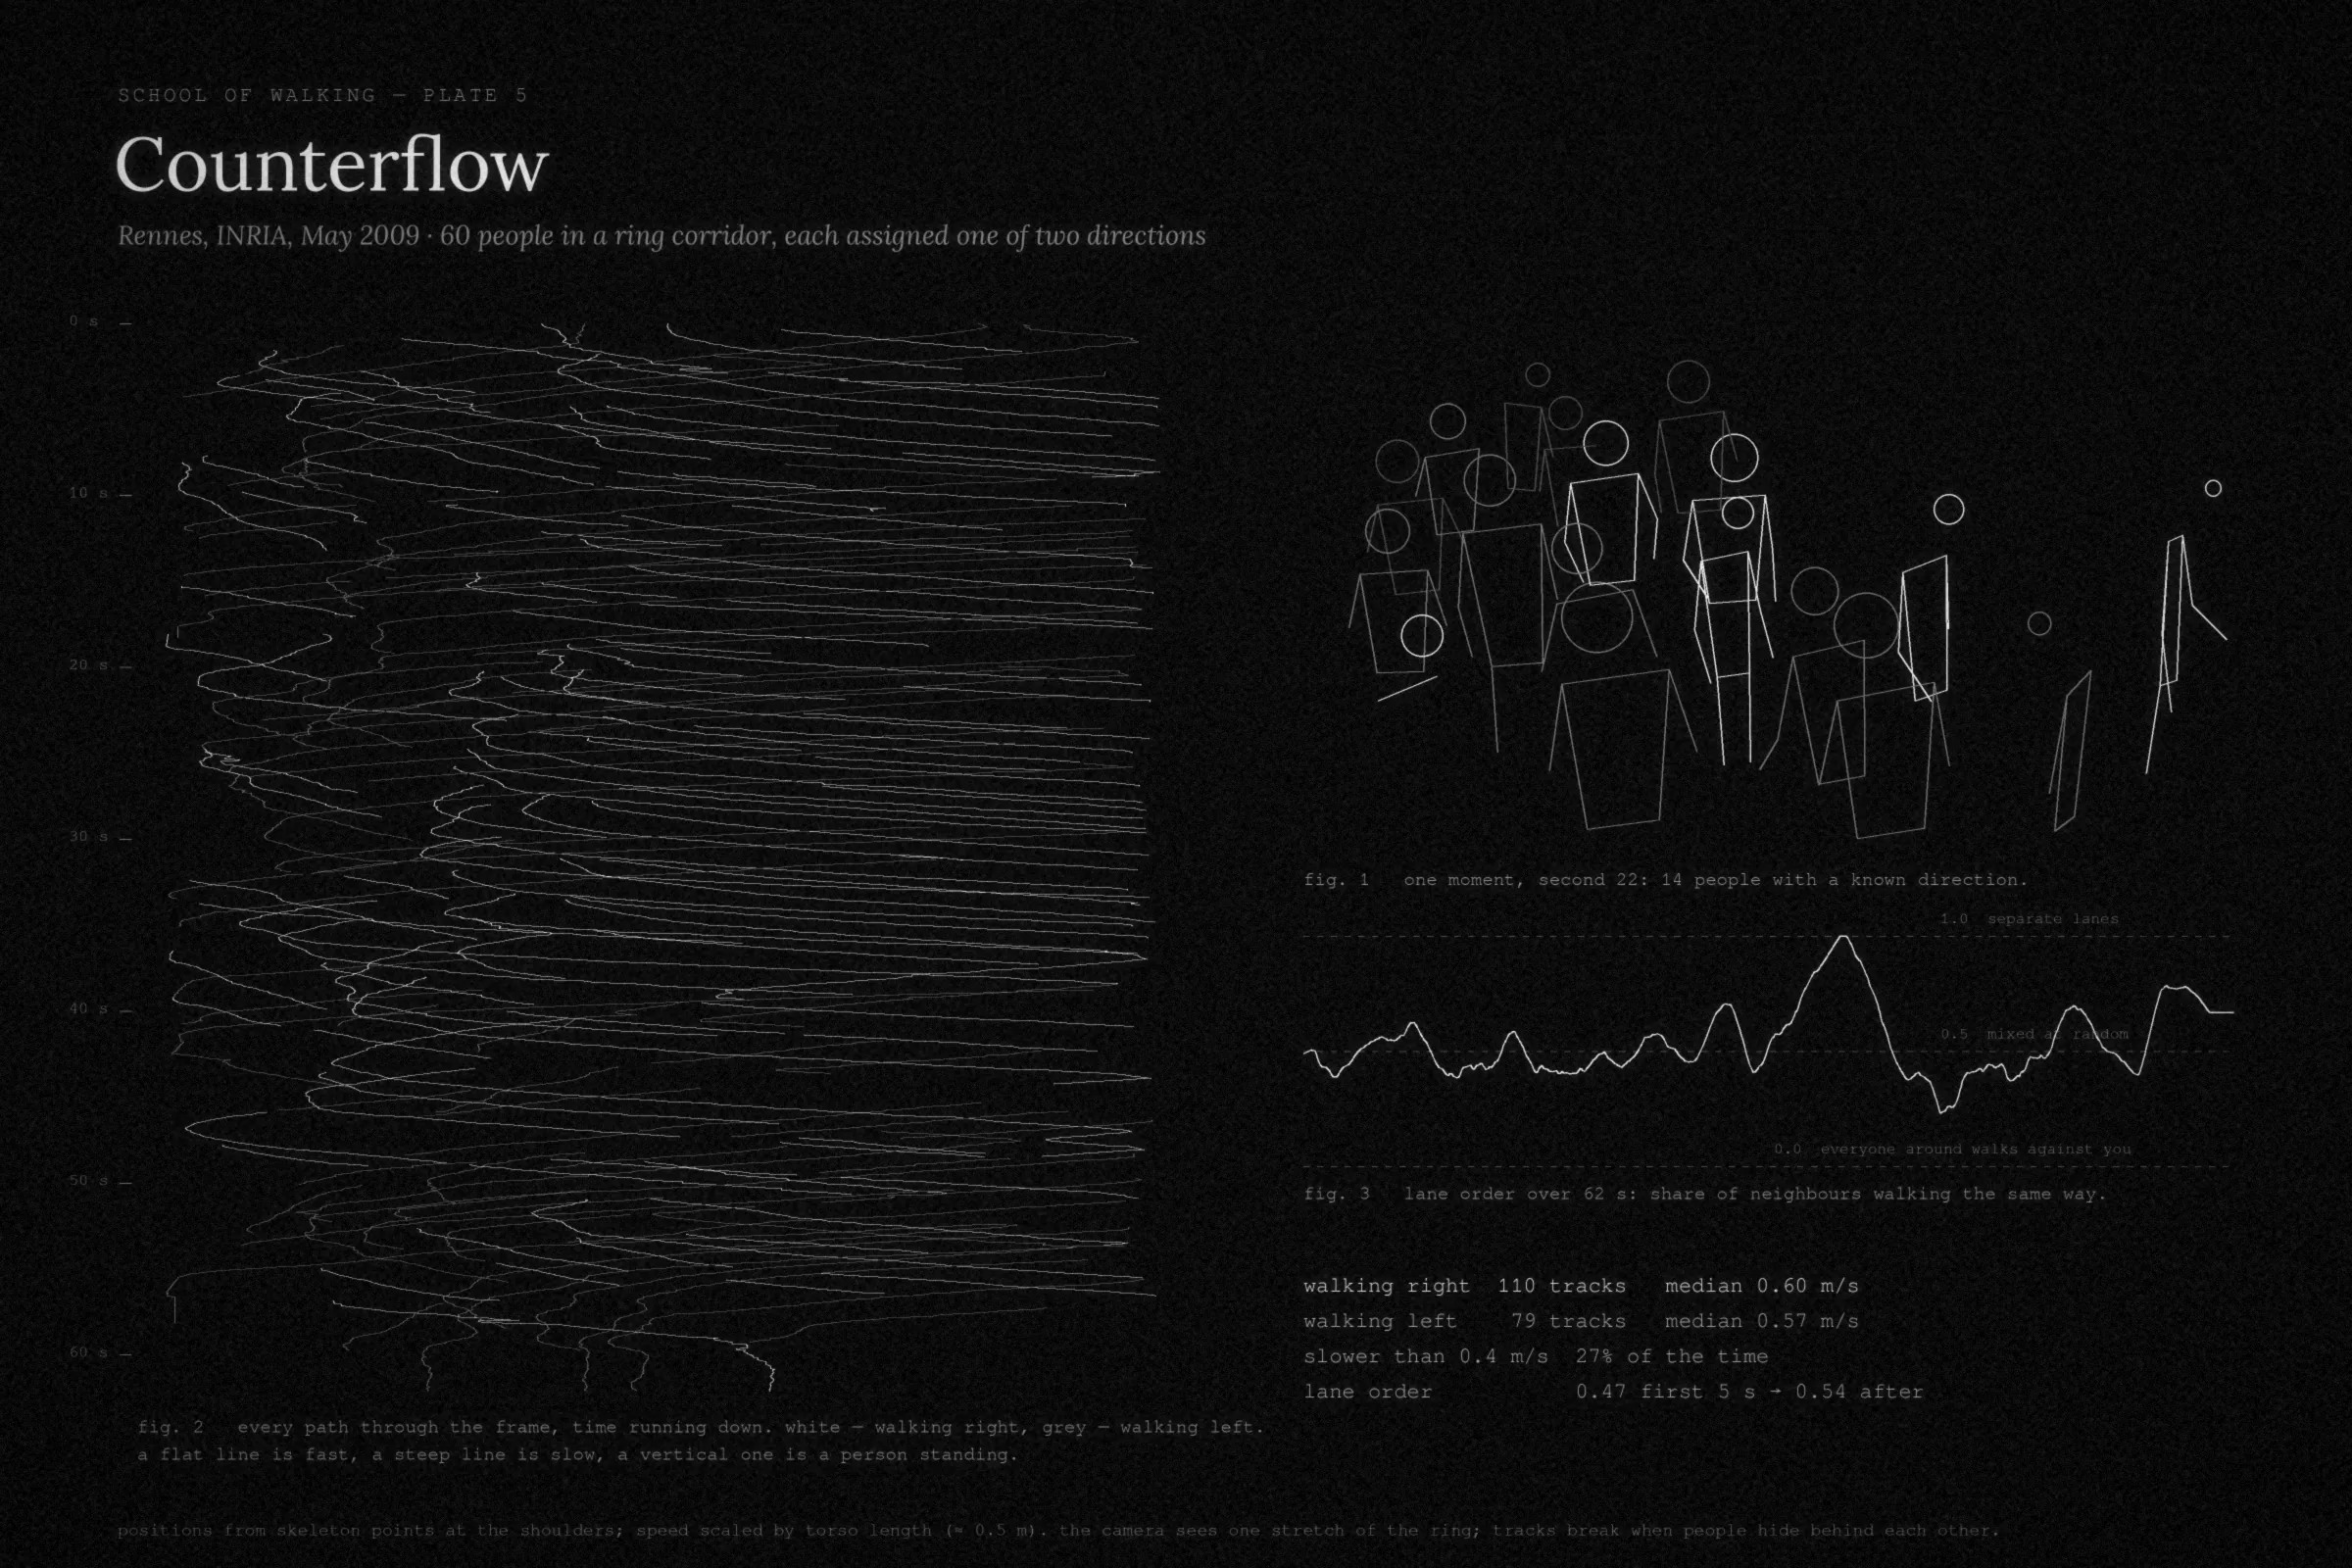 SCHOOL OF WALKING — PLATE 5
Counterflow
Rennes, INRIA, May 2009 · 60 people in a ring corridor, each assigned one of two directions
0 s
10 s
20 s
30 s
40 s
50 s
60 s
fig. 2 every path through the frame, time running down. white — walking right, grey — walking left.
a flat line is fast, a steep line is slow, a vertical one is a person standing.
fig. 1 one moment, second 22: 14 people with a known direction.
1.0 separate lanes
0.5 mixed at random
0.0 everyone around walks against you
fig. 3 lane order over 62 s: share of neighbours walking the same way.
walking right 110 tracks median 0.60 m/s
walking left 79 tracks median 0.57 m/s
slower than 0.4 m/s 27% of the time
lane order 0.47 first 5 s → 0.54 after
positions from skeleton points at the shoulders; speed scaled by torso length (≈ 0.5 m). the camera sees one stretch of the ring; tracks break when people hide behind each other.